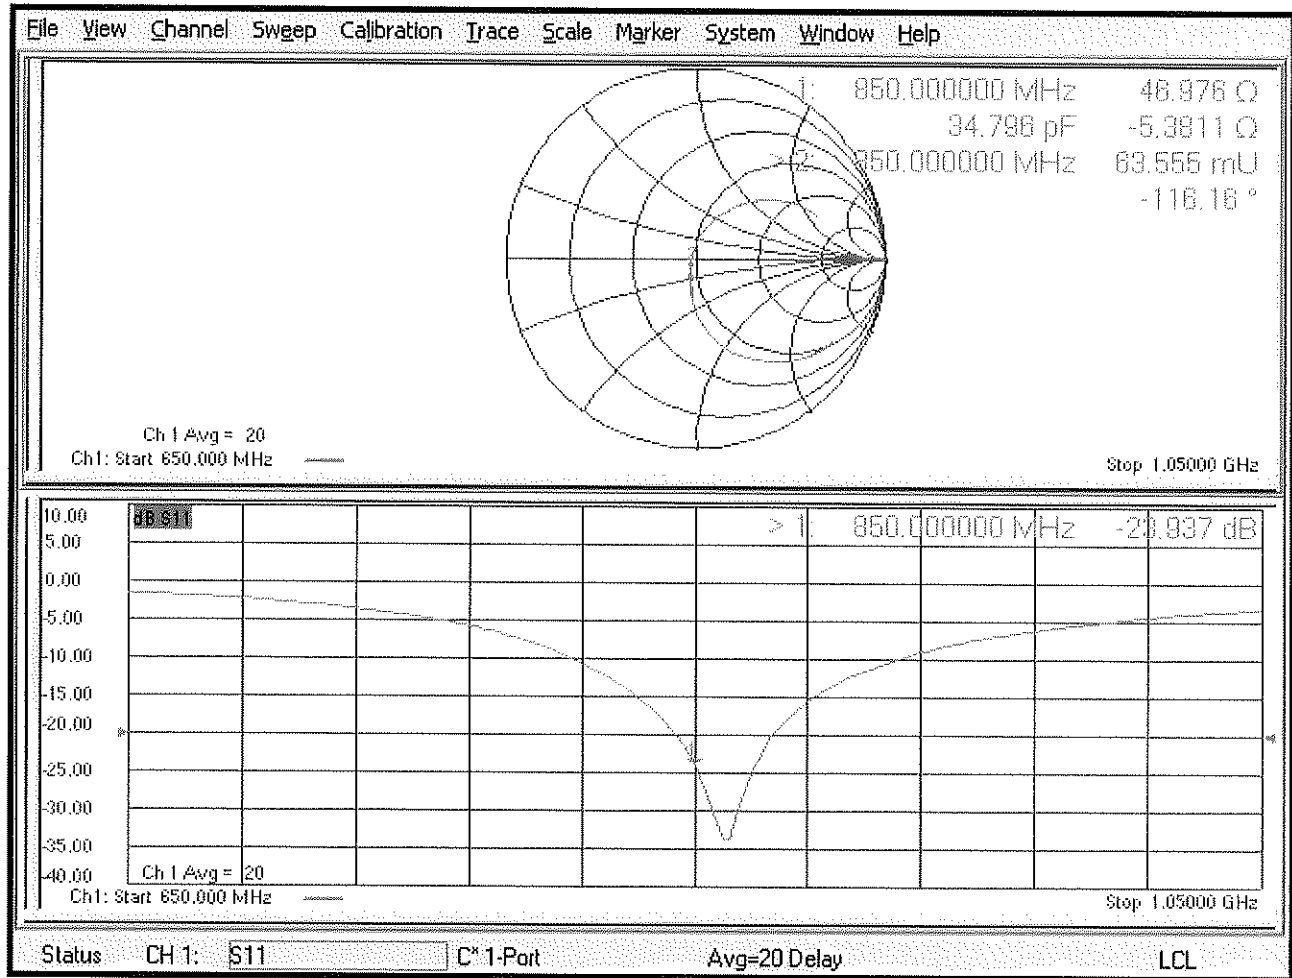 File View Channel Sweep Calibration Trace Scale Marker System Window Help
1: 850.000000 MHz 46.976 Ω
34.796 pF -5.3811 Ω
> 2: 850.000000 MHz 63.555 mU
-116.16 °
Ch 1 Avg = 20
Ch1: Start 650.000 MHz
Stop 1.05000 GHz
10.00
dB S11
> 1: 850.000000 MHz -23.937 dB
5.00
0.00
-5.00
-10.00
-15.00
-20.00
1
-25.00
-30.00
-35.00
-40.00
Ch 1 Avg = 20
Ch1: Start 650.000 MHz
Stop 1.05000 GHz
Status CH 1: S11 C* 1-Port Avg=20 Delay LCL